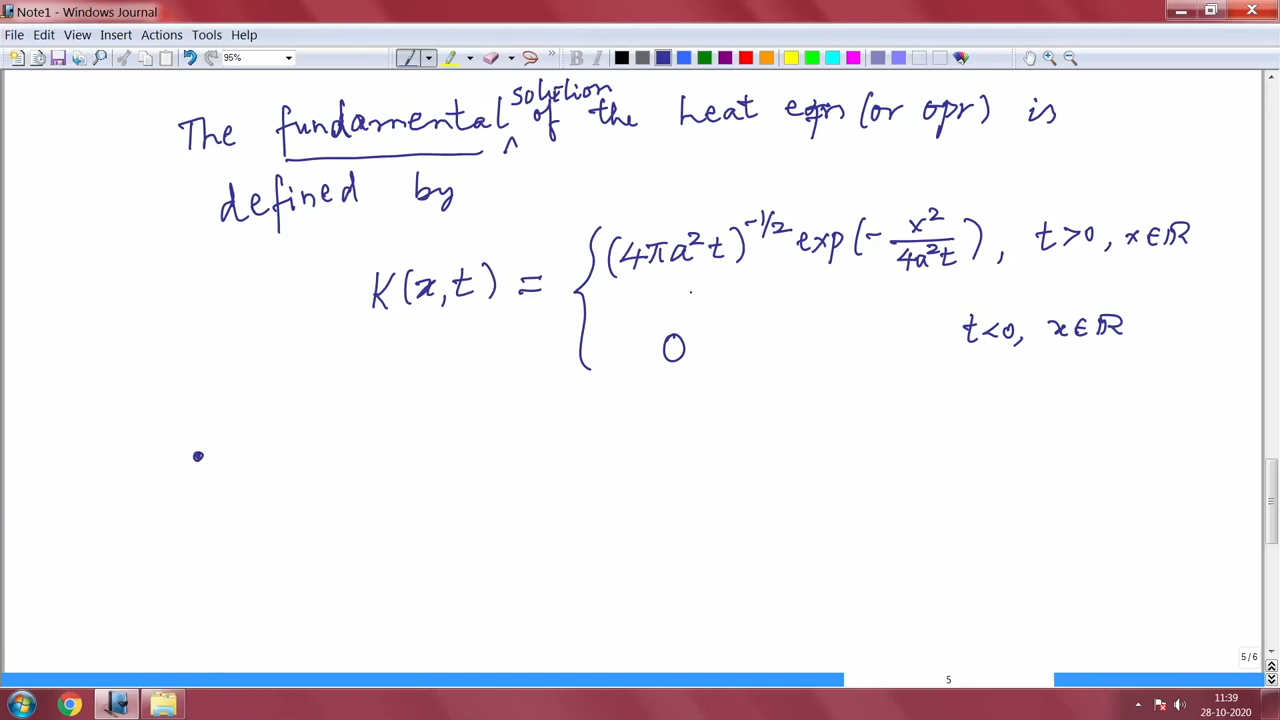 Note1 - Windows Journal
File Edit View Insert Actions Tools Help
95%
The fundamental solution of the heat eqn (or opr) is
defined by
K(x,t) = { (4πa²t)^{-1/2} exp(-x²/4a²t), t>0, x∈ℝ
0 t<0, x∈ℝ
5/6
5
11:39
28-10-2020